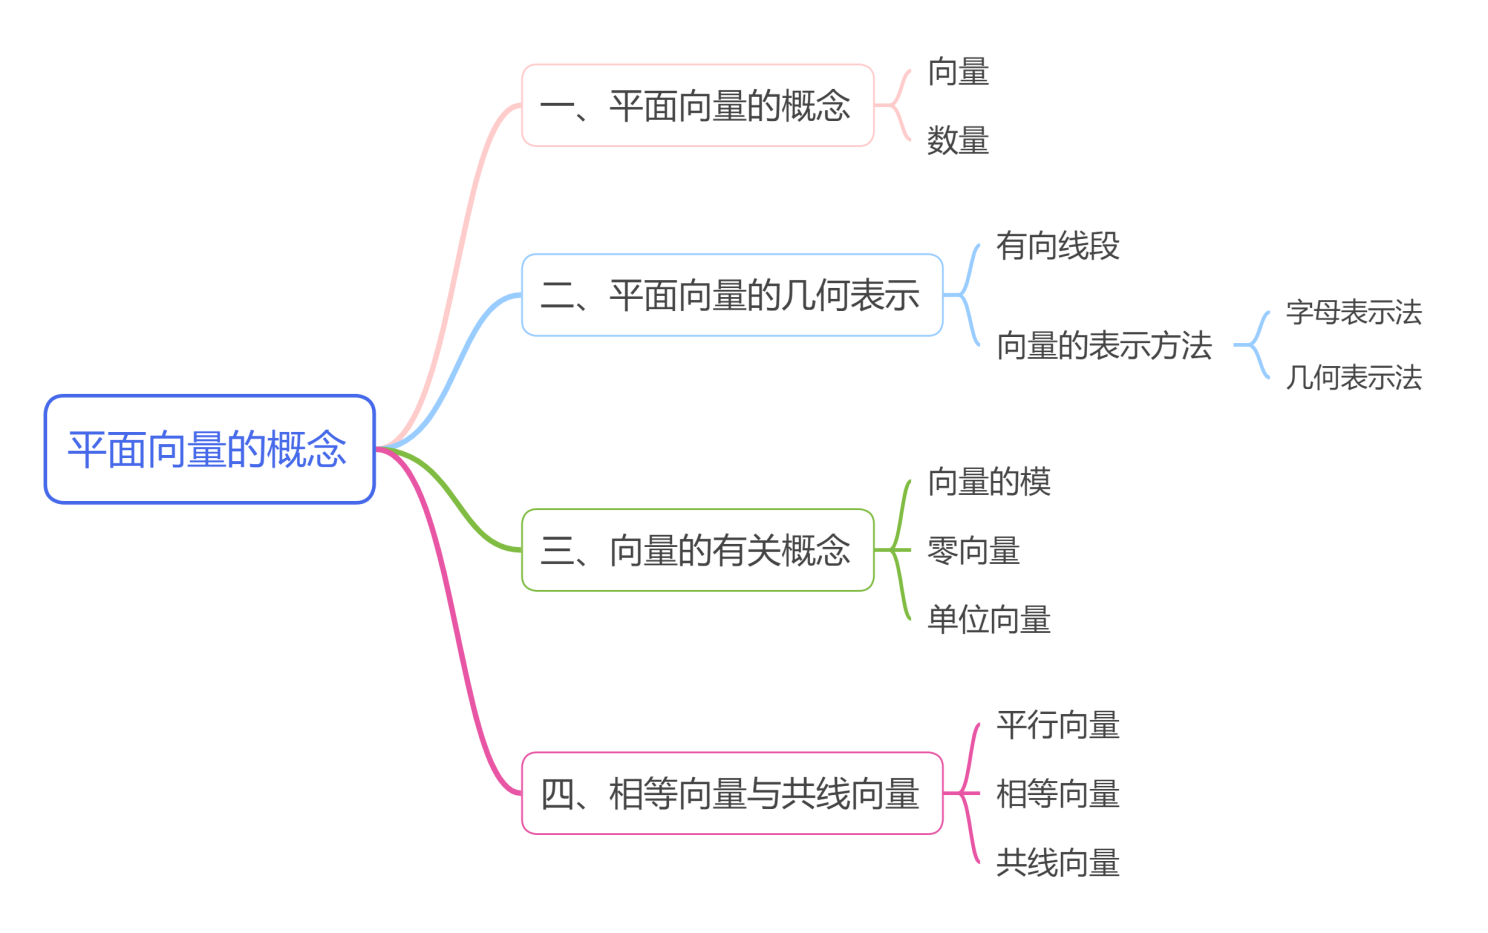 平面向量的概念
一、平面向量的概念
向量
数量
二、平面向量的几何表示
有向线段
向量的表示方法
字母表示法
几何表示法
三、向量的有关概念
向量的模
零向量
单位向量
四、相等向量与共线向量
平行向量
相等向量
共线向量